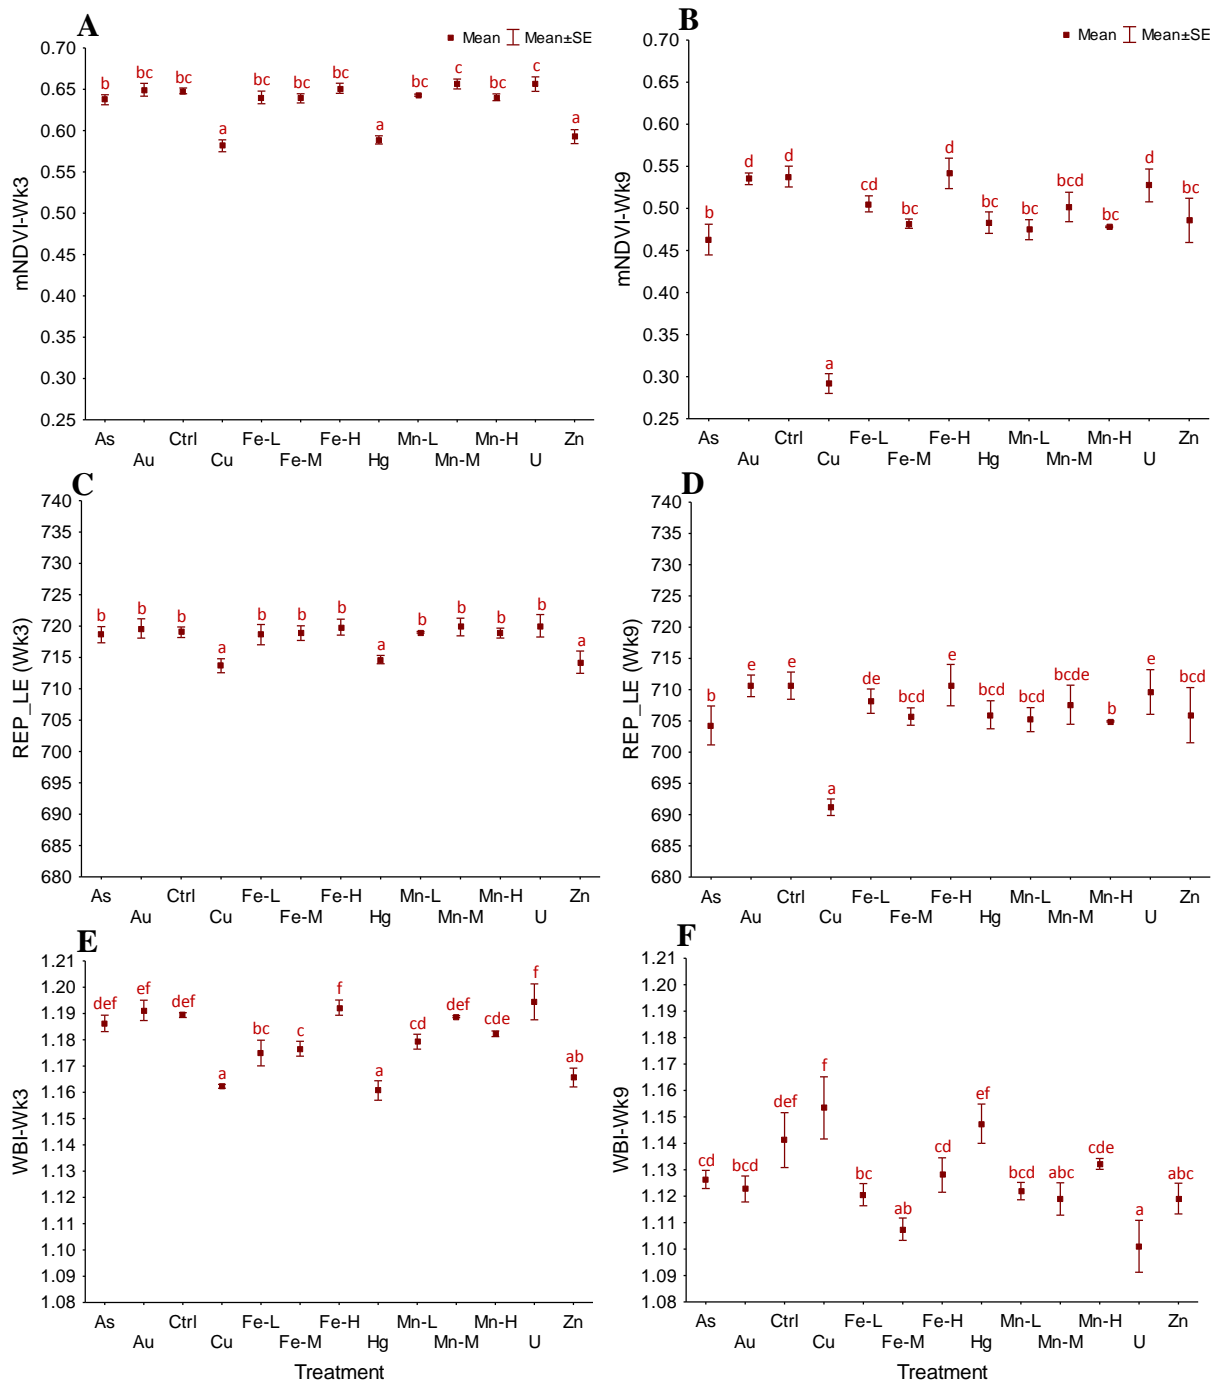 A
■ Mean ⌶ Mean±SE
mNDVI-Wk3
0.70
0.65
0.60
0.55
0.50
0.45
0.40
0.35
0.30
0.25
b bc bc a bc bc bc a bc c bc c a
As Ctrl Fe-L Fe-H Mn-L Mn-H Zn
Au Cu Fe-M Hg Mn-M U
B
■ Mean ⌶ Mean±SE
mNDVI-Wk9
0.70
0.65
0.60
0.55
0.50
0.45
0.40
0.35
0.30
0.25
b d d a cd bc d bc bc bcd bc d bc
As Ctrl Fe-L Fe-H Mn-L Mn-H Zn
Au Cu Fe-M Hg Mn-M U
C
REP_LE (Wk3)
740
735
730
725
720
715
710
705
700
695
690
685
680
b b b a b b b a b b b b a
As Ctrl Fe-L Fe-H Mn-L Mn-H Zn
Au Cu Fe-M Hg Mn-M U
D
REP_LE (Wk9)
740
735
730
725
720
715
710
705
700
695
690
685
680
b e e a de bcd e bcd bcd bcde b e bcd
As Ctrl Fe-L Fe-H Mn-L Mn-H Zn
Au Cu Fe-M Hg Mn-M U
E
WBI-Wk3
1.21
1.20
1.19
1.18
1.17
1.16
1.15
1.14
1.13
1.12
1.11
1.10
1.09
1.08
def ef def a bc c f a cd def cde f ab
As Ctrl Fe-L Fe-H Mn-L Mn-H Zn
Au Cu Fe-M Hg Mn-M U
Treatment
F
WBI-Wk9
1.21
1.20
1.19
1.18
1.17
1.16
1.15
1.14
1.13
1.12
1.11
1.10
1.09
1.08
cd bcd def f bc ab cd ef bcd abc cde a abc
As Ctrl Fe-L Fe-H Mn-L Mn-H Zn
Au Cu Fe-M Hg Mn-M U
Treatment